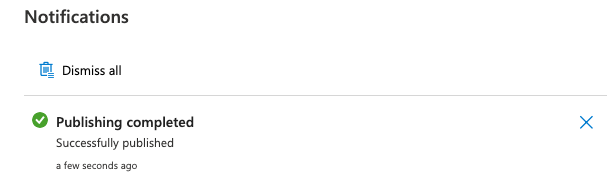 Notifications
Dismiss all
Publishing completed
Successfully published
a few seconds ago